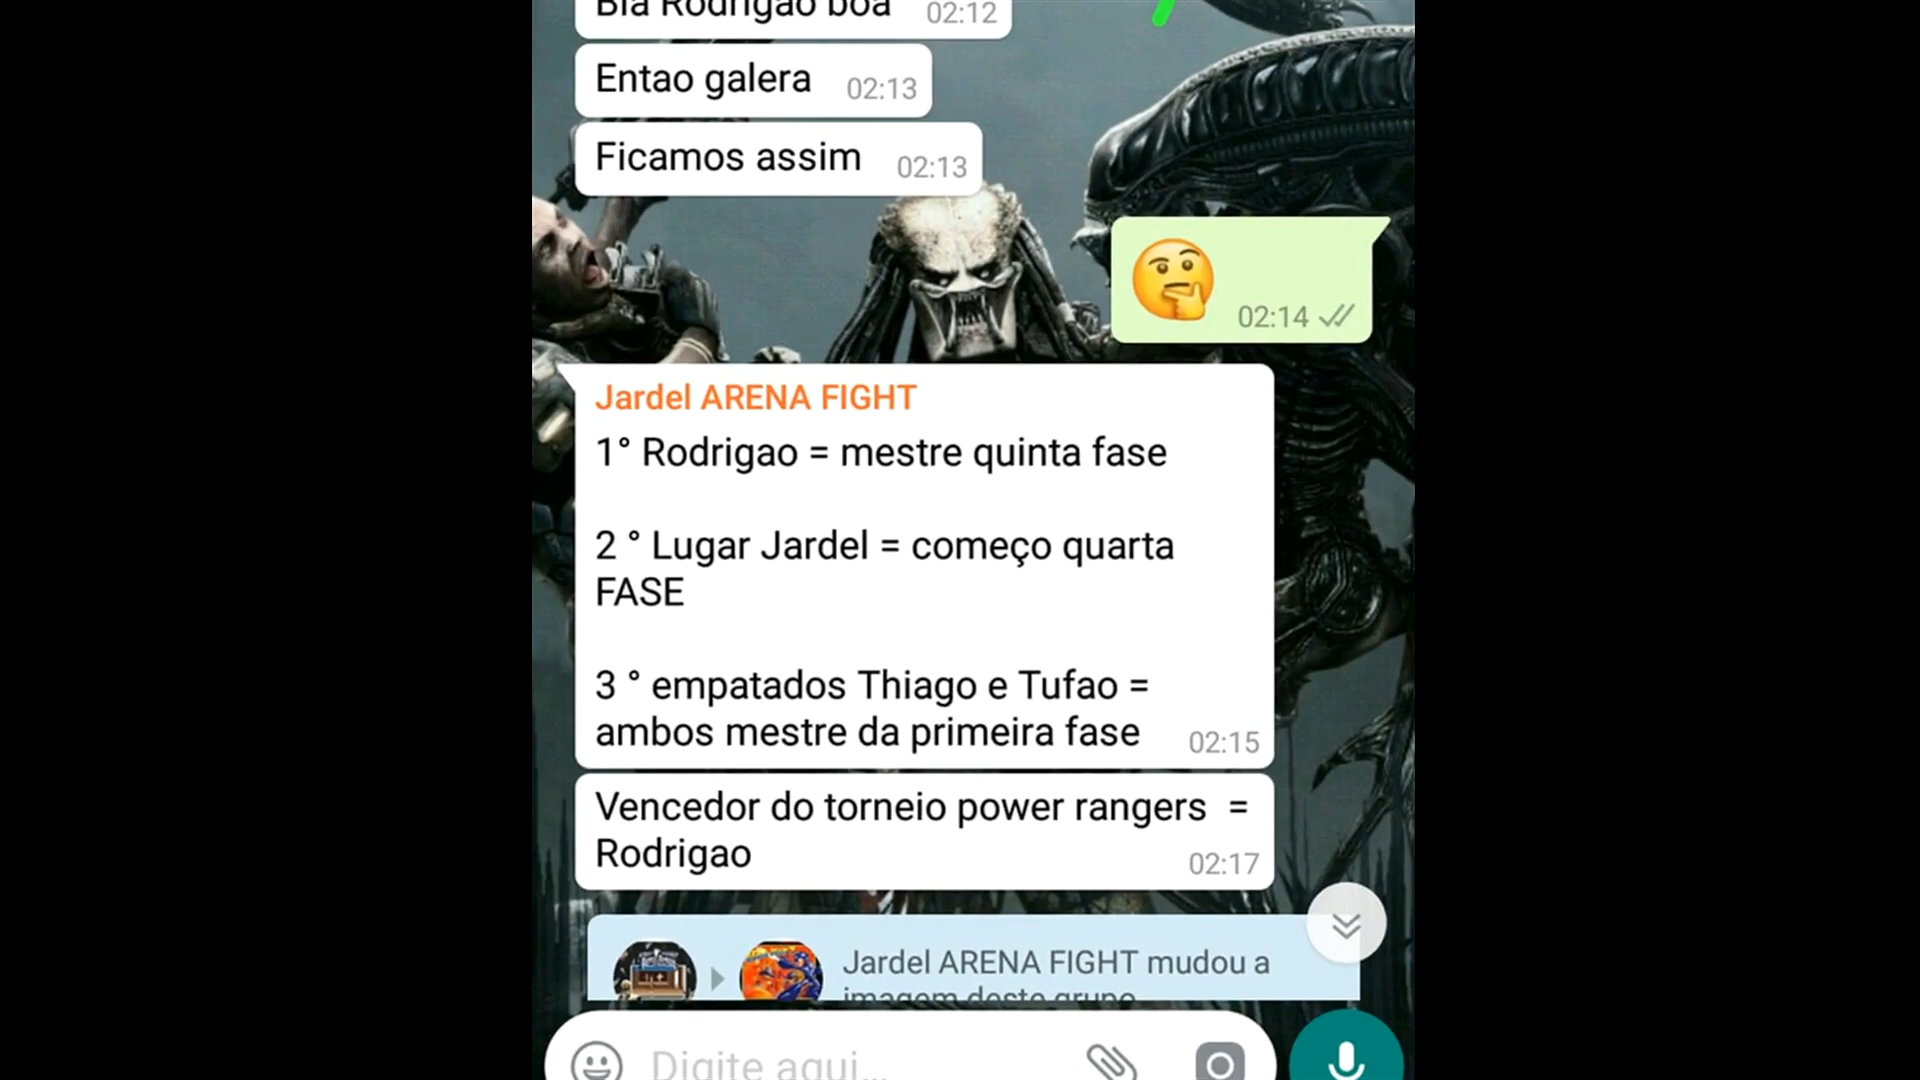 Bia Rodrigao boa 02:12
Entao galera 02:13
Ficamos assim 02:13
02:14
Jardel ARENA FIGHT
1° Rodrigao = mestre quinta fase
2 ° Lugar Jardel = começo quarta
FASE
3 ° empatados Thiago e Tufao =
ambos mestre da primeira fase 02:15
Vencedor do torneio power rangers =
Rodrigao 02:17
Jardel ARENA FIGHT mudou a
imagem deste grupo
Digite aqui...